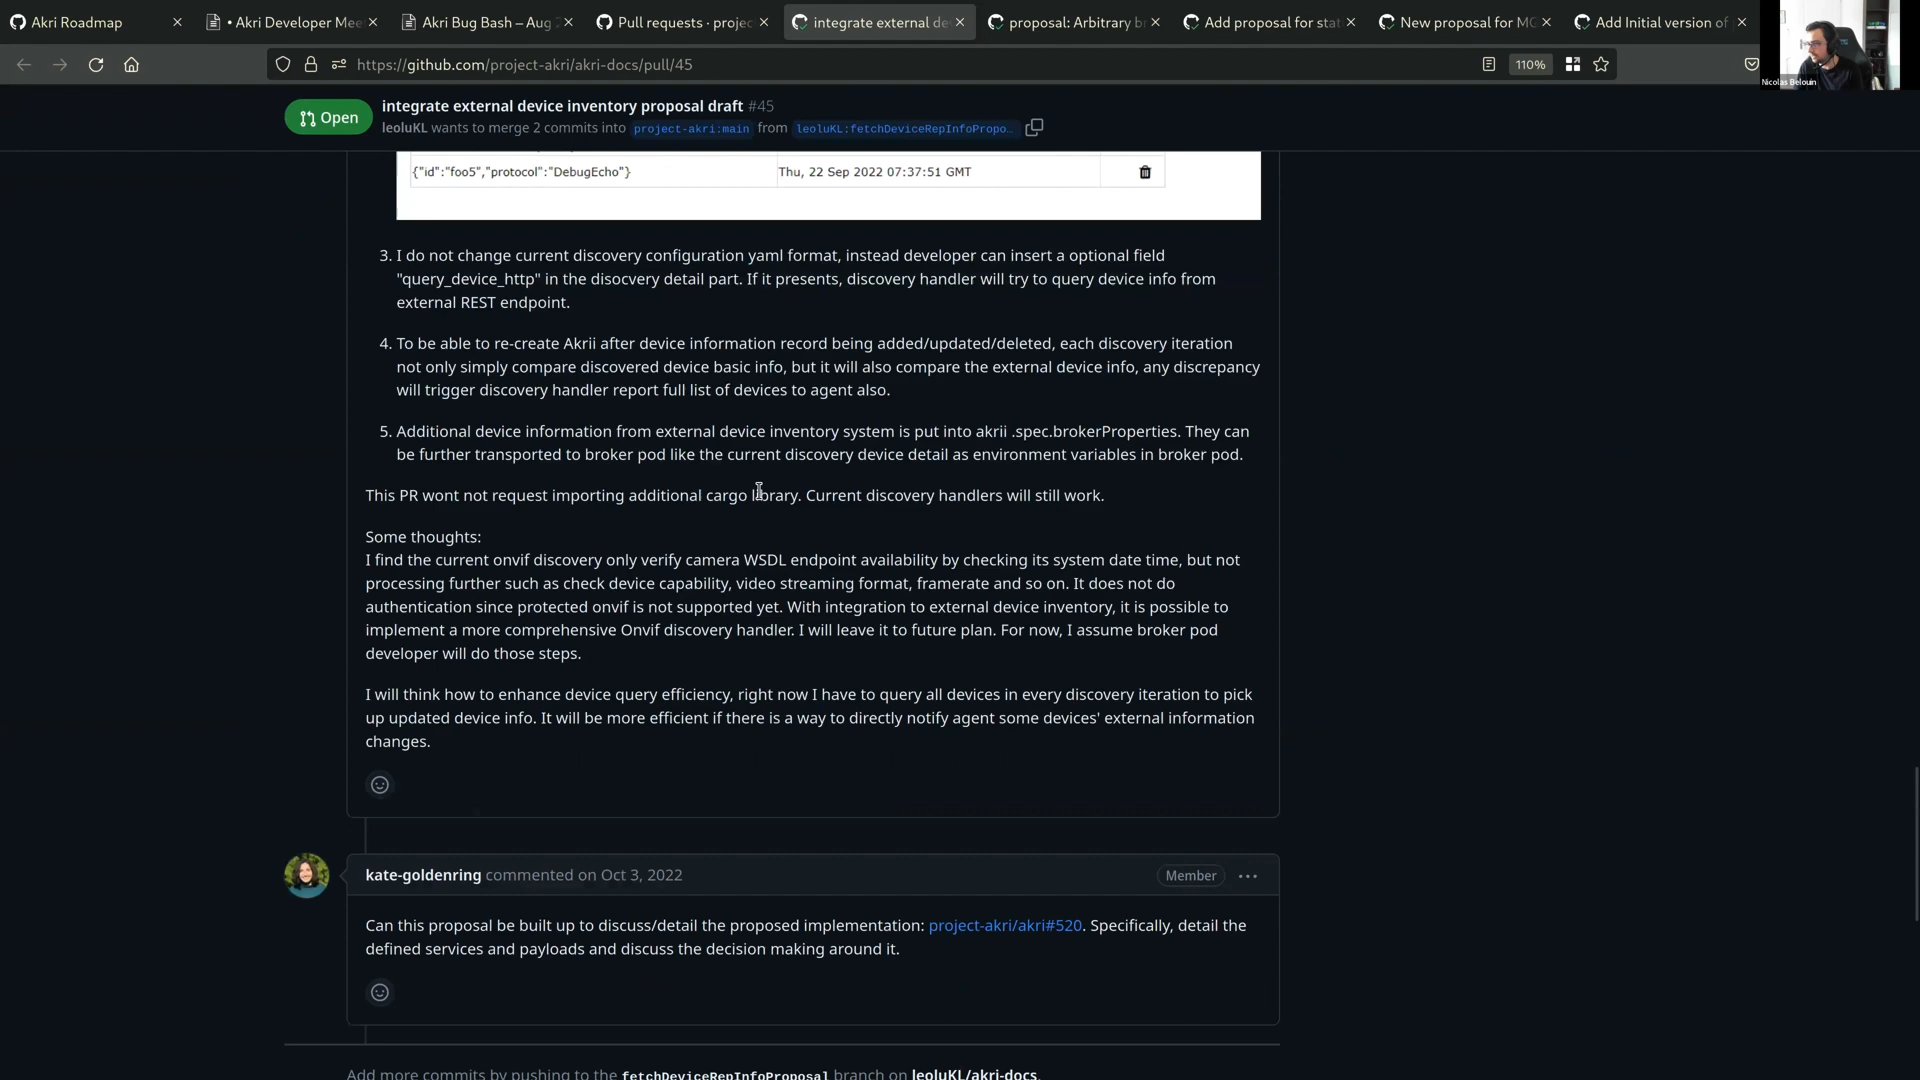 Akri Roadmap
• Akri Developer Mee
Akri Bug Bash – Aug
Pull requests · projec
integrate external de
proposal: Arbitrary b
Add proposal for stat
New proposal for MC
Add Initial version of
https://github.com/project-akri/akri-docs/pull/45
110%
Nicolas Belouin
Open
integrate external device inventory proposal draft #45
leoluKL wants to merge 2 commits into project-akri:main from leoluKL:fetchDeviceRepInfoPropo…
{"id":"foo5","protocol":"DebugEcho"}
Thu, 22 Sep 2022 07:37:51 GMT
3. I do not change current discovery configuration yaml format, instead developer can insert a optional field
"query_device_http" in the disocvery detail part. If it presents, discovery handler will try to query device info from
external REST endpoint.
4. To be able to re-create Akrii after device information record being added/updated/deleted, each discovery iteration
not only simply compare discovered device basic info, but it will also compare the external device info, any discrepancy
will trigger discovery handler report full list of devices to agent also.
5. Additional device information from external device inventory system is put into akrii .spec.brokerProperties. They can
be further transported to broker pod like the current discovery device detail as environment variables in broker pod.
This PR wont not request importing additional cargo library. Current discovery handlers will still work.
Some thoughts:
I find the current onvif discovery only verify camera WSDL endpoint availability by checking its system date time, but not
processing further such as check device capability, video streaming format, framerate and so on. It does not do
authentication since protected onvif is not supported yet. With integration to external device inventory, it is possible to
implement a more comprehensive Onvif discovery handler. I will leave it to future plan. For now, I assume broker pod
developer will do those steps.
I will think how to enhance device query efficiency, right now I have to query all devices in every discovery iteration to pick
up updated device info. It will be more efficient if there is a way to directly notify agent some devices' external information
changes.
kate-goldenring commented on Oct 3, 2022
Member
Can this proposal be built up to discuss/detail the proposed implementation: project-akri/akri#520. Specifically, detail the
defined services and payloads and discuss the decision making around it.
Add more commits by pushing to the fetchDeviceRepInfoProposal branch on leoluKL/akri-docs.